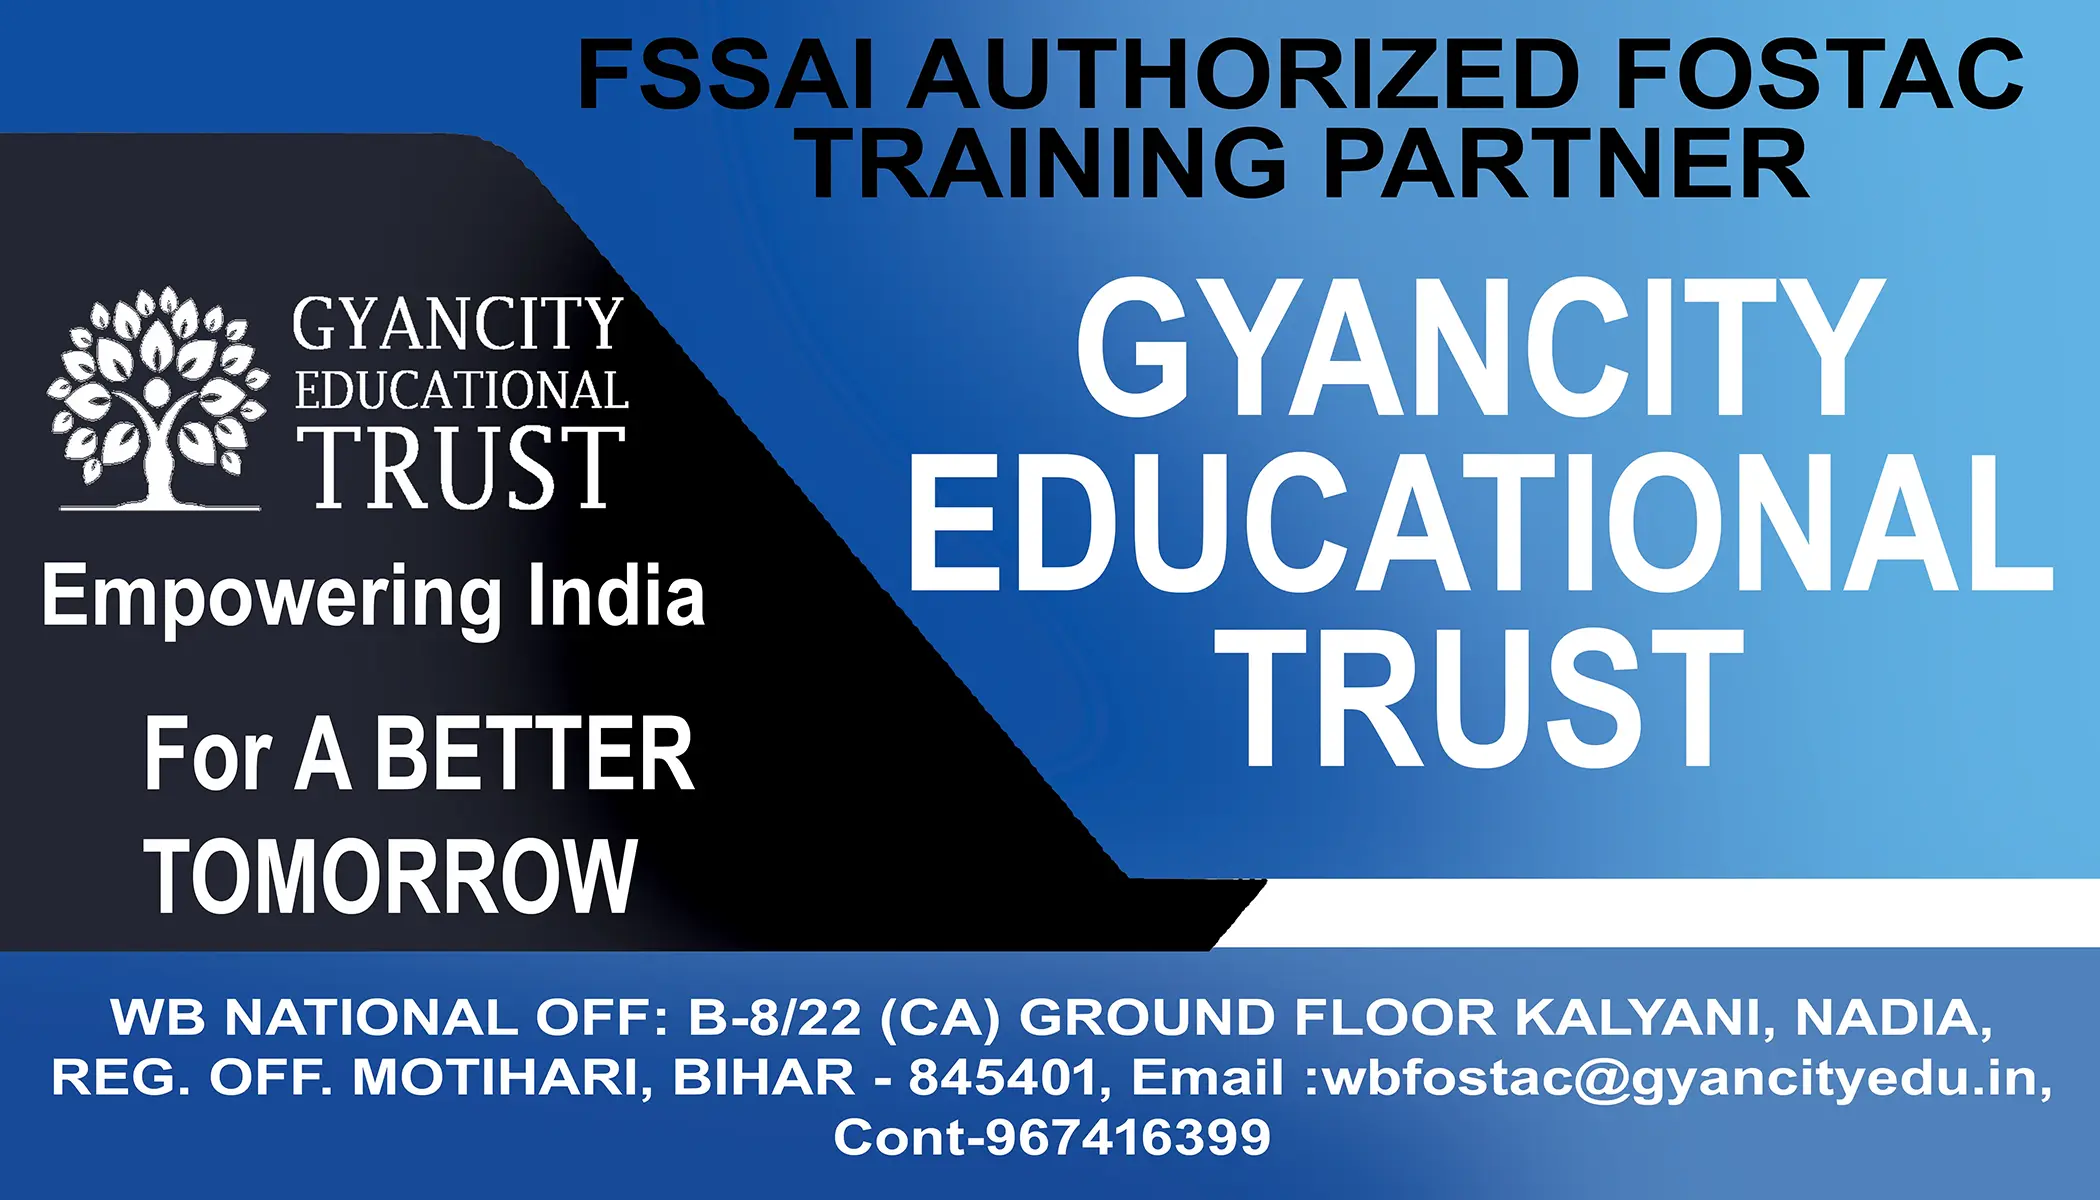 FSSAI AUTHORIZED FOSTAC
TRAINING PARTNER
GYANCITY
EDUCATIONAL
TRUST
Empowering India
For A BETTER
TOMORROW
GYANCITY
EDUCATIONAL
TRUST
WB NATIONAL OFF: B-8/22 (CA) GROUND FLOOR KALYANI, NADIA,
REG. OFF. MOTIHARI, BIHAR - 845401, Email :wbfostac@gyancityedu.in,
Cont-967416399